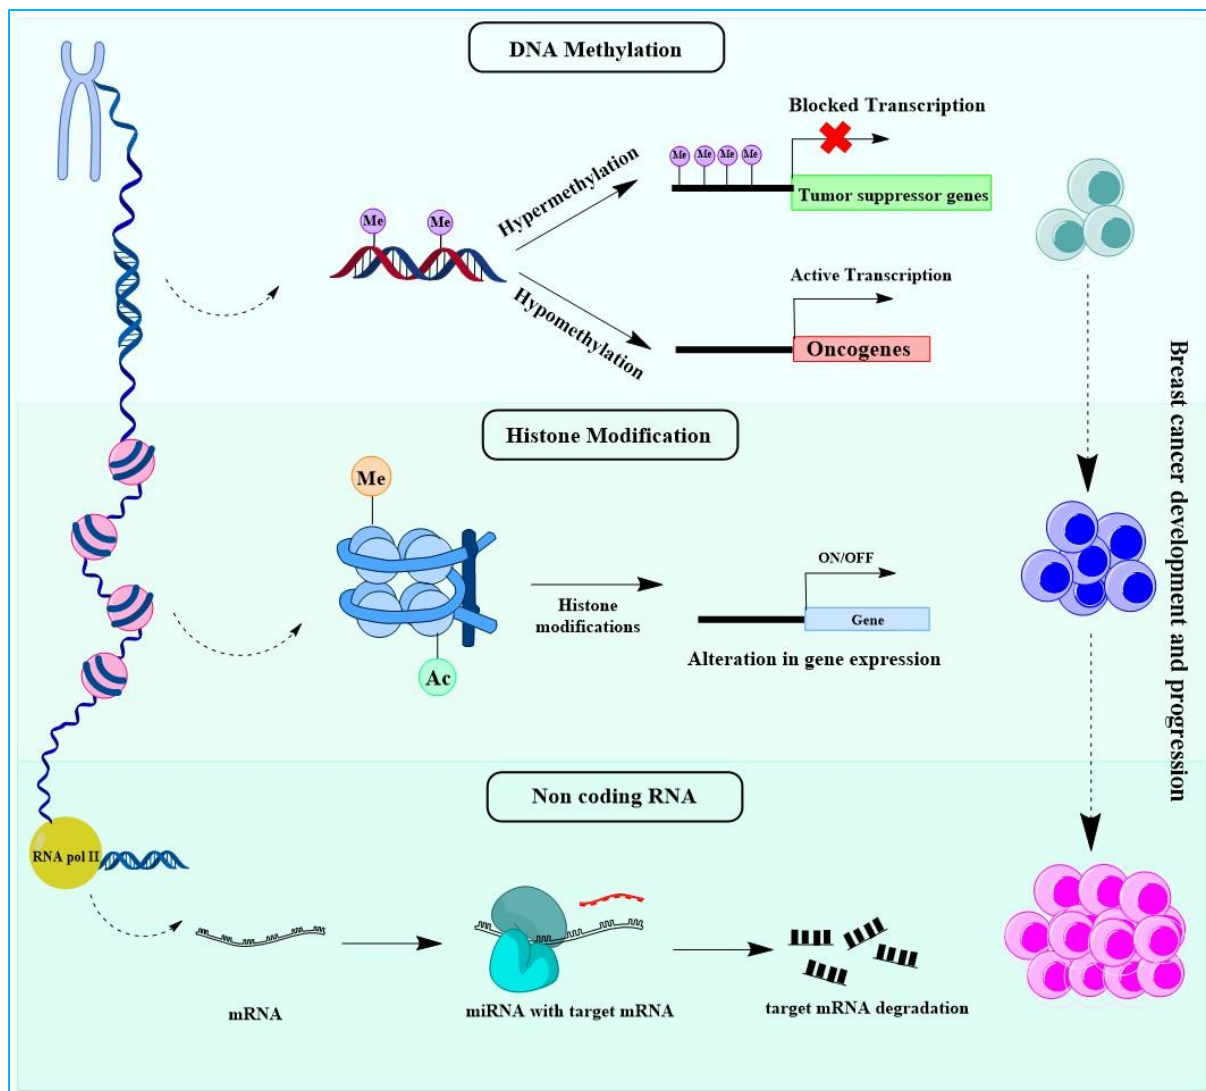 DNA Methylation
Blocked Transcription
Me Me Me Me
Tumor suppressor genes
Hypermethylation
Me Me
Hypomethylation
Active Transcription
Oncogenes
Histone Modification
Me
Ac
Histone
modifications
ON/OFF
Gene
Alteration in gene expression
Breast cancer development and progression
Non coding RNA
RNA pol II
mRNA
miRNA with target mRNA
target mRNA degradation